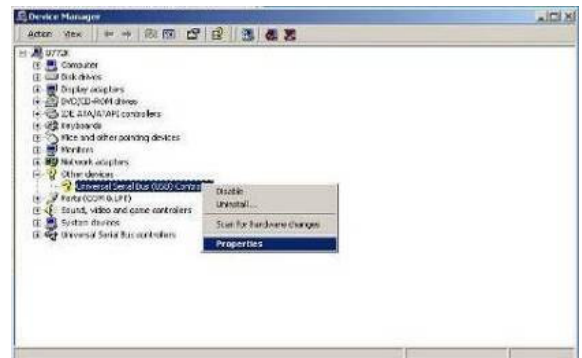 Device Manager
Action View
U772X
Computer
Disk drives
Display adapters
DVD/CD-ROM drives
IDE ATA/ATAPI controllers
Keyboards
Mice and other pointing devices
Monitors
Network adapters
Other devices
Universal Serial Bus (USB) Contro
Ports (COM & LPT)
Sound, video and game controllers
System devices
Universal Serial Bus controllers
Disable
Uninstall...
Scan for hardware changes
Properties